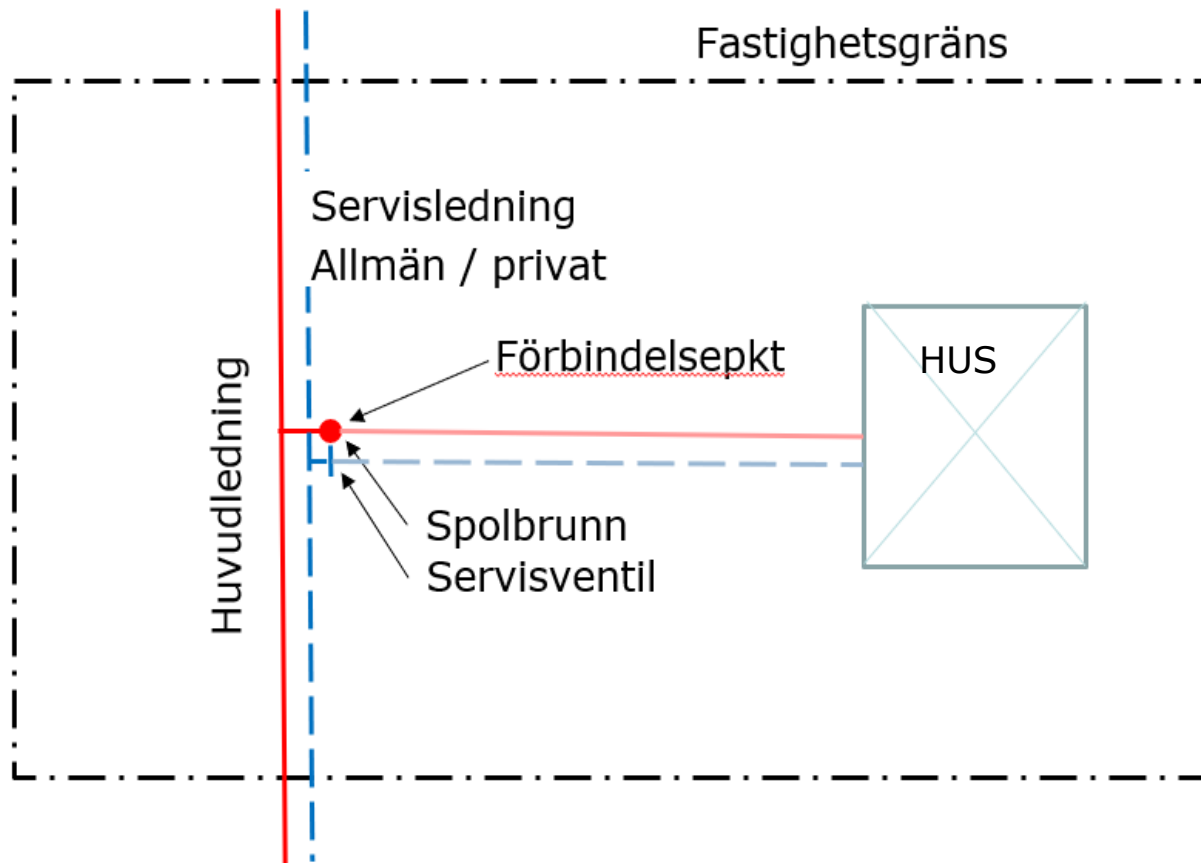 Fastighetsgräns
Servisledning
Allmän / privat
Förbindelsepkt
HUS
Huvudledning
Spolbrunn
Servisventil